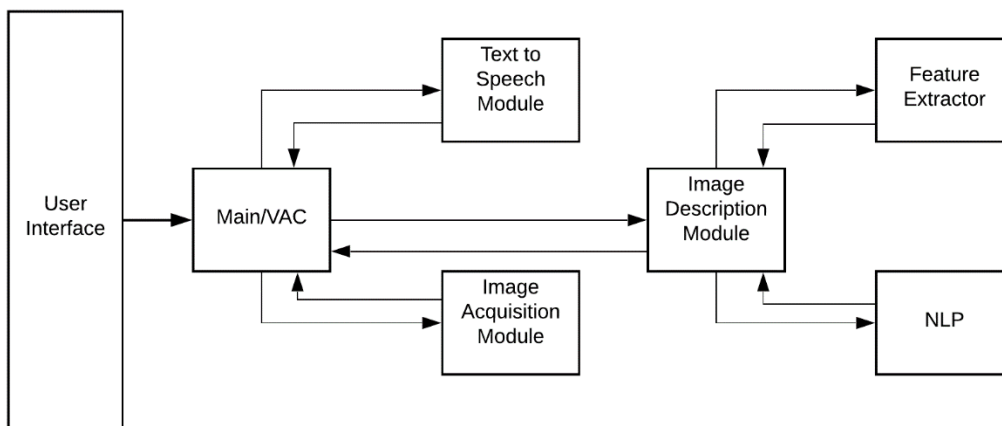 User
Interface
Main/VAC
Text to
Speech
Module
Image
Acquisition
Module
Image
Description
Module
Feature
Extractor
NLP